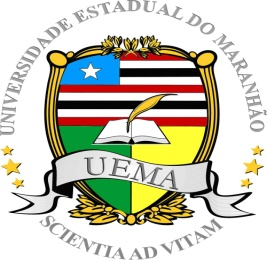 UNIVERSIDADE ESTADUAL DO MARANHÃO
UEMA
SCIENTIA AD VITAM